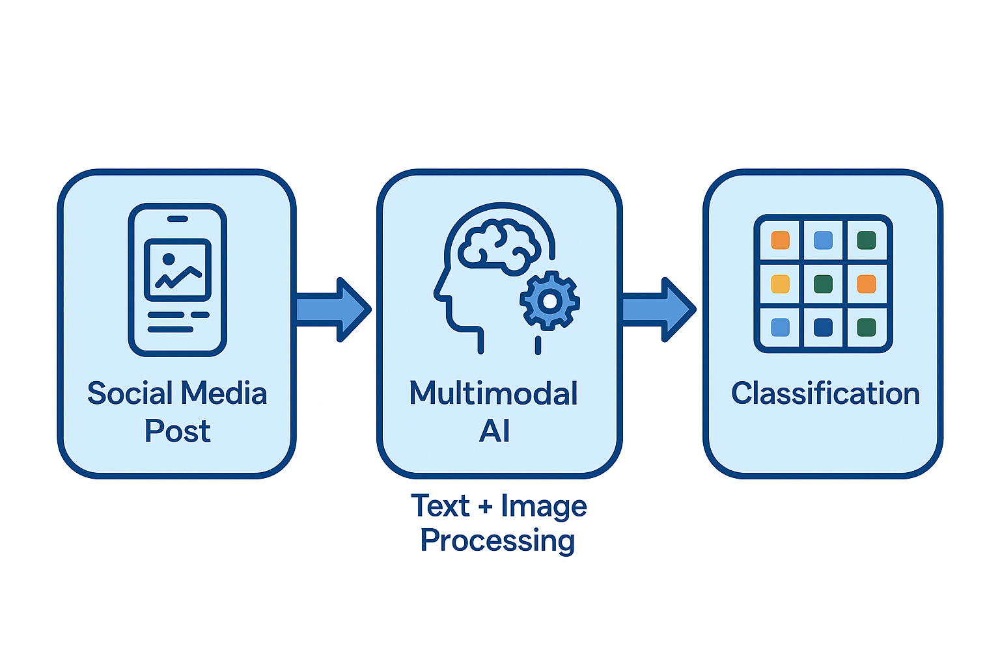 Social Media
Post
Multimodal
AI
Classification
Text + Image
Processing